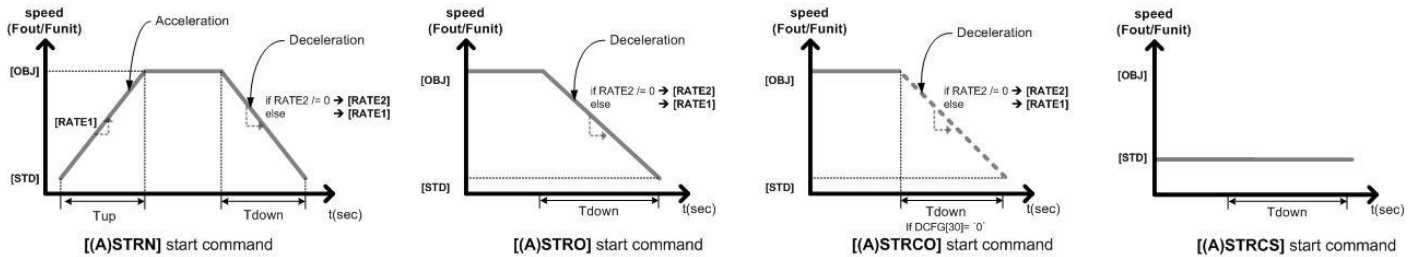 speed
(Fout/Funit)
Acceleration
Deceleration
[OBJ]
if RATE2 /= 0 ➔ [RATE2]
else ➔ [RATE1]
[RATE1]
[STD]
Tup
Tdown
t(sec)
[(A)STRN] start command
speed
(Fout/Funit)
Deceleration
[OBJ]
if RATE2 /= 0 ➔ [RATE2]
else ➔ [RATE1]
[STD]
Tdown
t(sec)
[(A)STRO] start command
speed
(Fout/Funit)
Deceleration
[OBJ]
if RATE2 /= 0 ➔ [RATE2]
else ➔ [RATE1]
[STD]
Tdown
t(sec)
If DCFG[30]= `0`
[(A)STRCO] start command
speed
(Fout/Funit)
[OBJ]
[STD]
Tdown
t(sec)
[(A)STRCS] start command